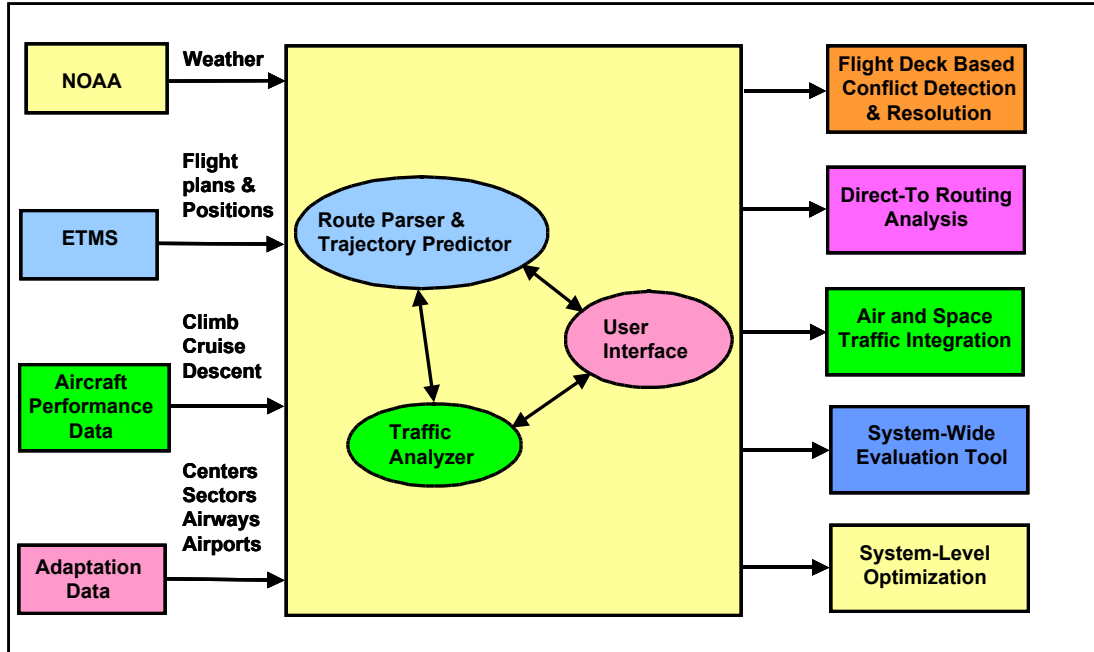 Weather
NOAA
Flight
plans &
Positions
ETMS
Climb
Cruise
Descent
Aircraft
Performance
Data
Centers
Sectors
Airways
Airports
Adaptation
Data
Route Parser &
Trajectory Predictor
User
Interface
Traffic
Analyzer
Flight Deck Based
Conflict Detection
& Resolution
Direct-To Routing
Analysis
Air and Space
Traffic Integration
System-Wide
Evaluation Tool
System-Level
Optimization